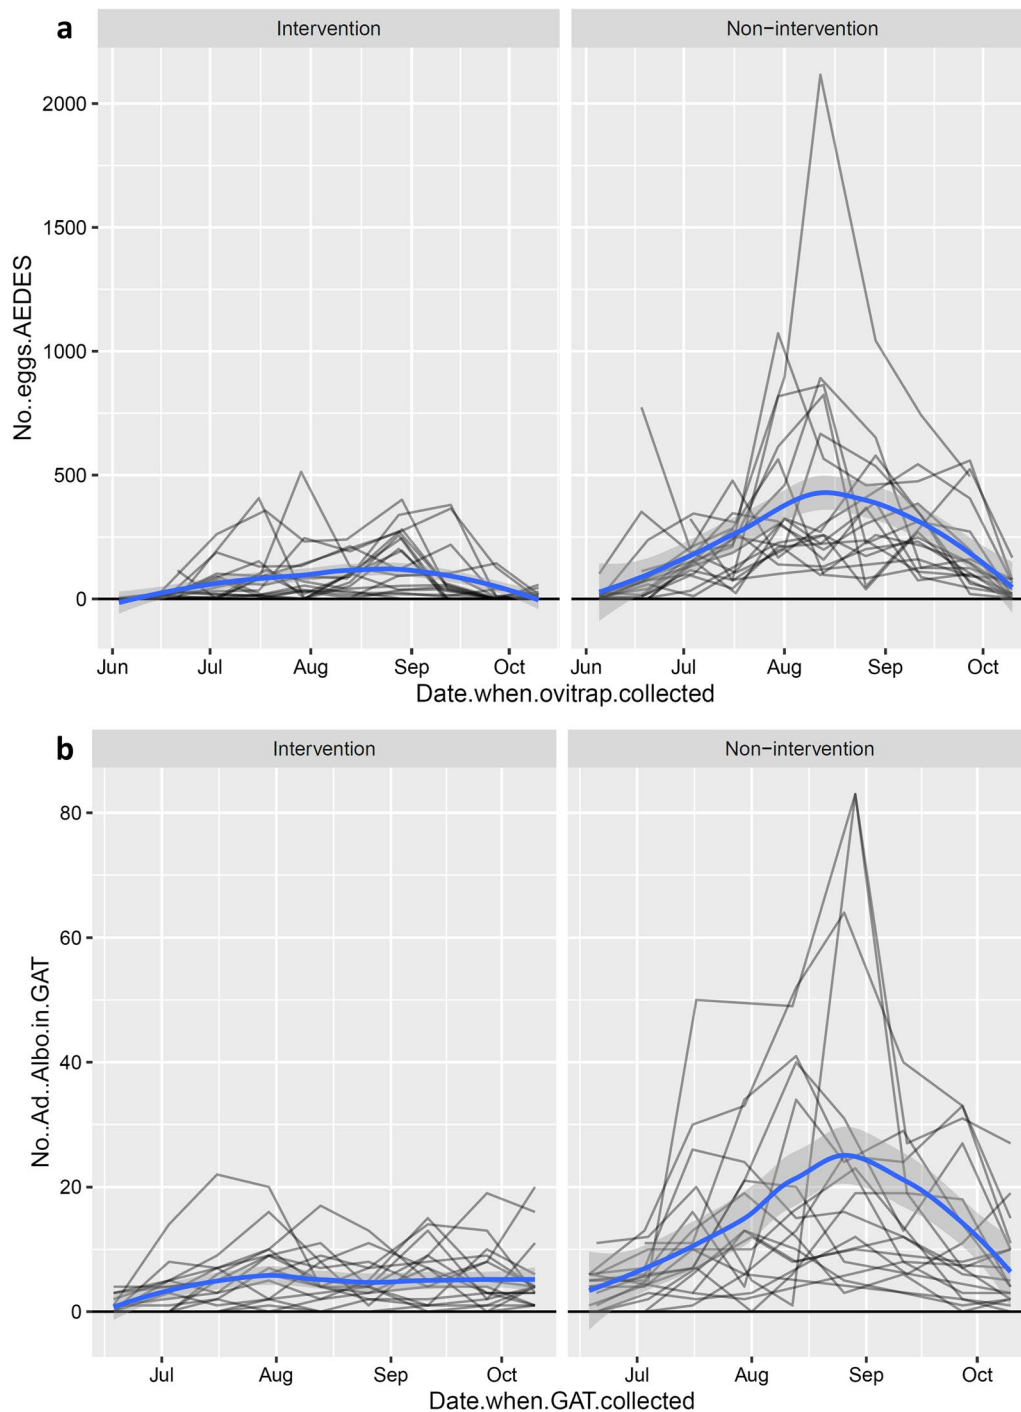 a
Intervention
Non−intervention
No..eggs.AEDES
2000
1500
1000
500
0
Jun Jul Aug Sep Oct
Jun Jul Aug Sep Oct
Date.when.ovitrap.collected
b
Intervention
Non−intervention
No..Ad..Albo.in.GAT
80
60
40
20
0
Jul Aug Sep Oct
Jul Aug Sep Oct
Date.when.GAT.collected